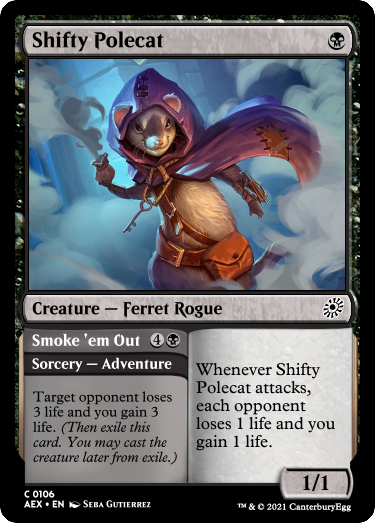 Shifty Polecat
Creature — Ferret Rogue
Smoke ’em Out 4
Sorcery — Adventure
Target opponent loses
3 life and you gain 3
life. (Then exile this
card. You may cast the
creature later from exile.)
Whenever Shifty
Polecat attacks,
each opponent
loses 1 life and you
gain 1 life.
1/1
C 0106
AEX • EN Seba Gutierrez
™ & © 2021 CanterburyEgg